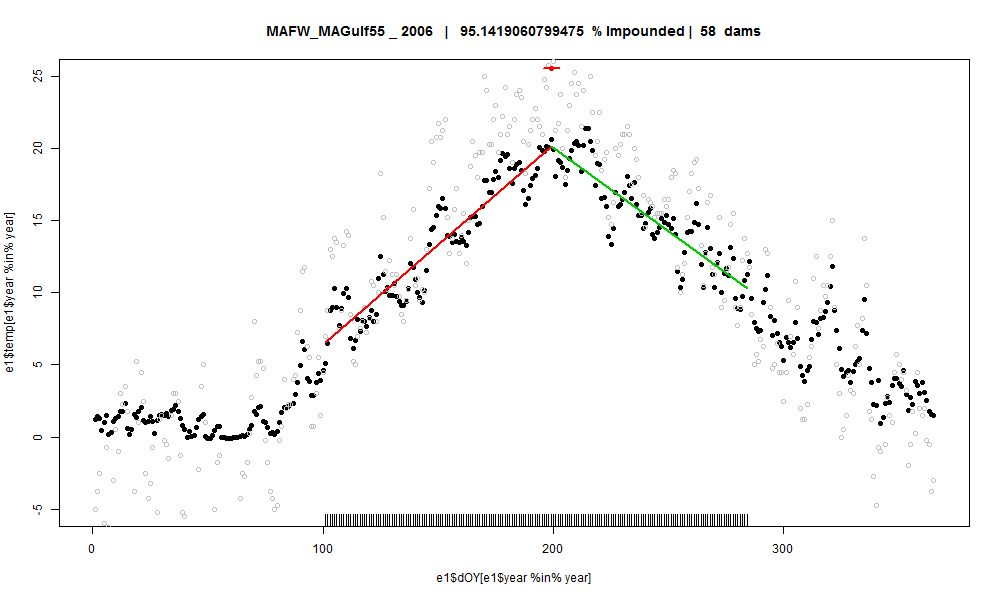 MAFW_MAGulf55 _ 2006 | 95.1419060799475 % Impounded | 58 dams
25
20
15
10
5
0
-5
e1$temp[e1$year %in% year]
0 100 200 300
e1$dOY[e1$year %in% year]